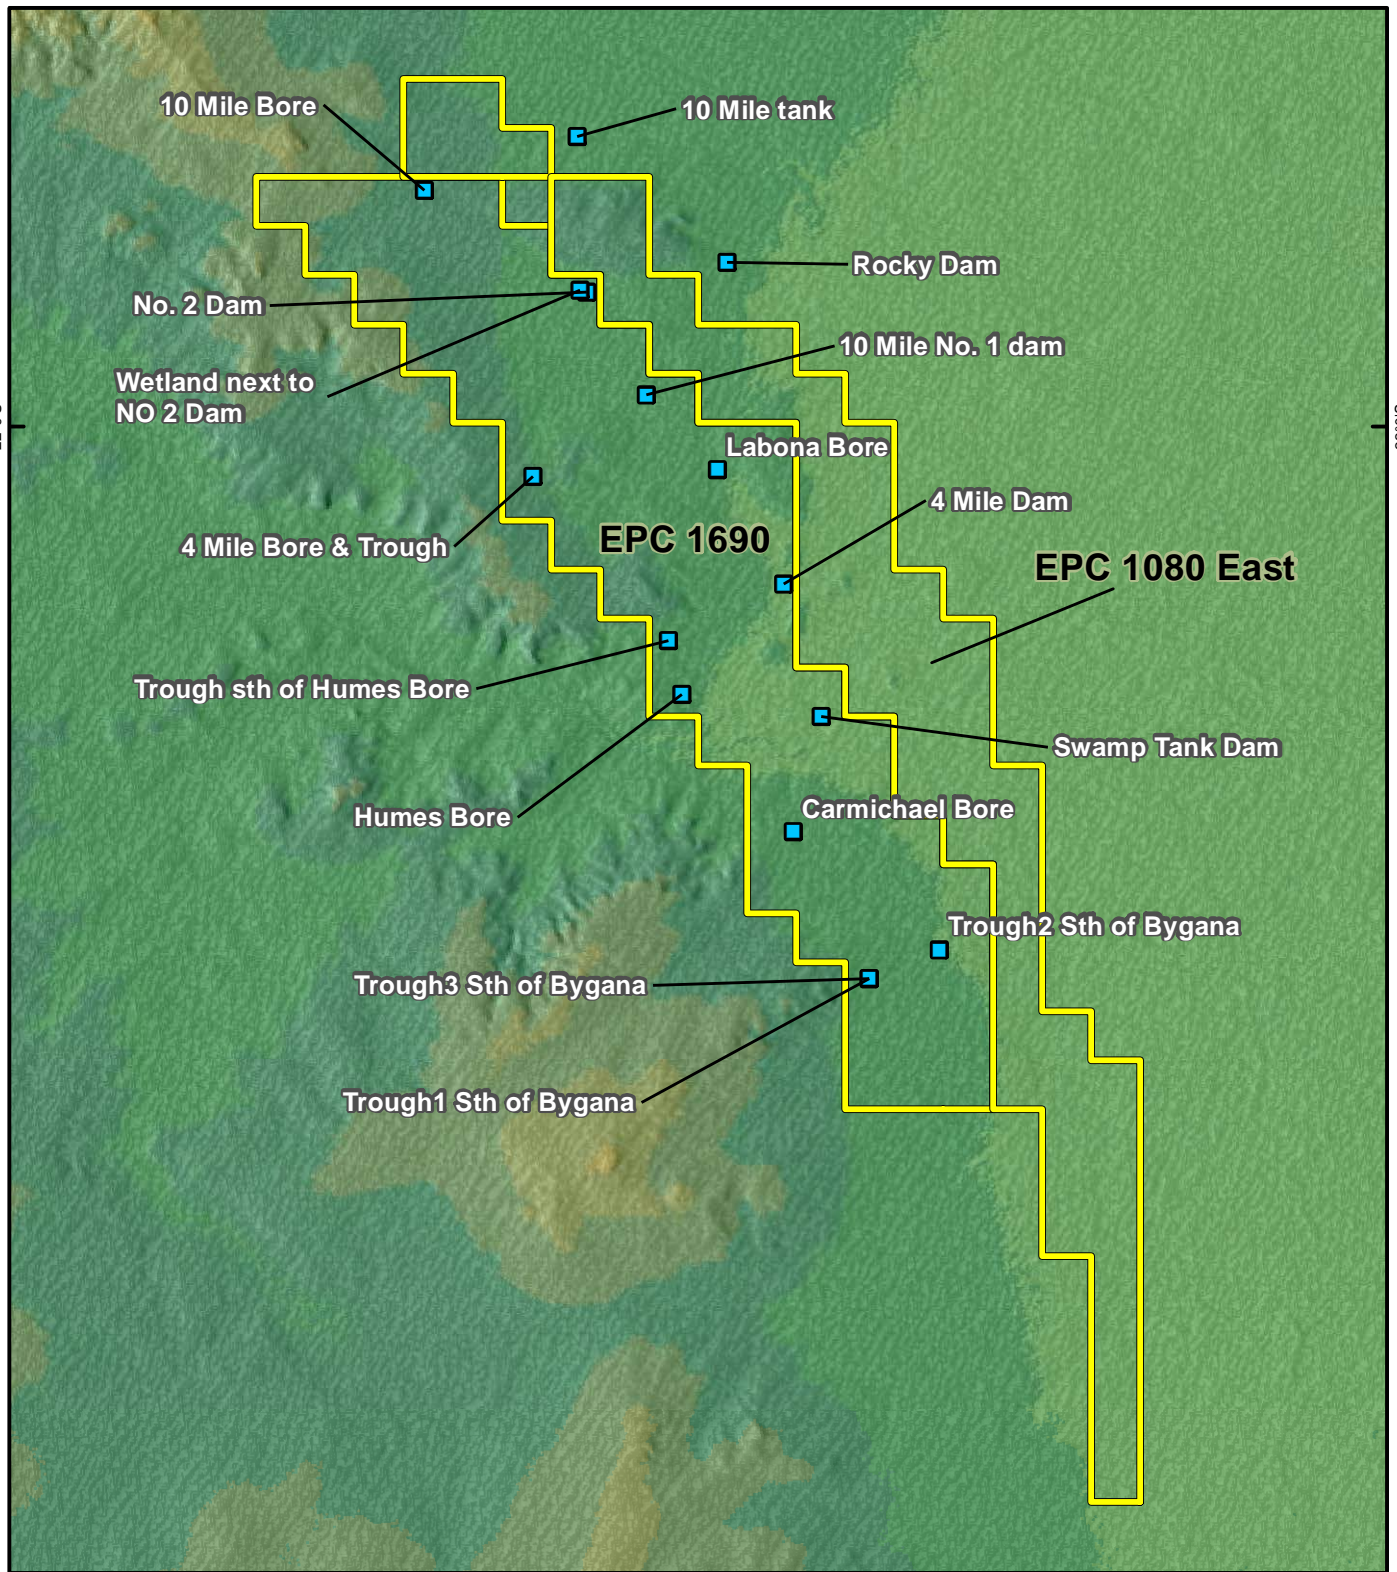 10 Mile Bore
10 Mile tank
Rocky Dam
No. 2 Dam
10 Mile No. 1 dam
Wetland next to
NO 2 Dam
Labona Bore
4 Mile Dam
EPC 1690
4 Mile Bore & Trough
EPC 1080 East
Trough sth of Humes Bore
Swamp Tank Dam
Humes Bore
Carmichael Bore
Trough2 Sth of Bygana
Trough3 Sth of Bygana
Trough1 Sth of Bygana